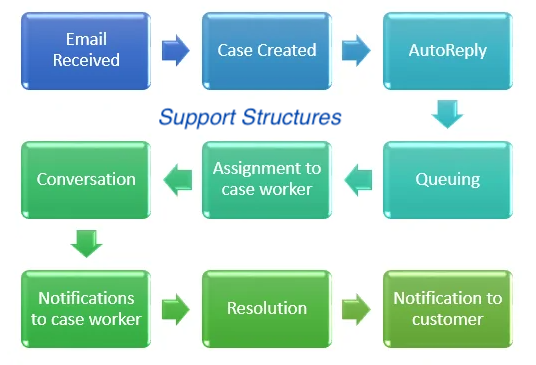 Email
Received
Case Created
AutoReply
Support Structures
Conversation
Assignment to
case worker
Queuing
Notifications
to case worker
Resolution
Notification to
customer